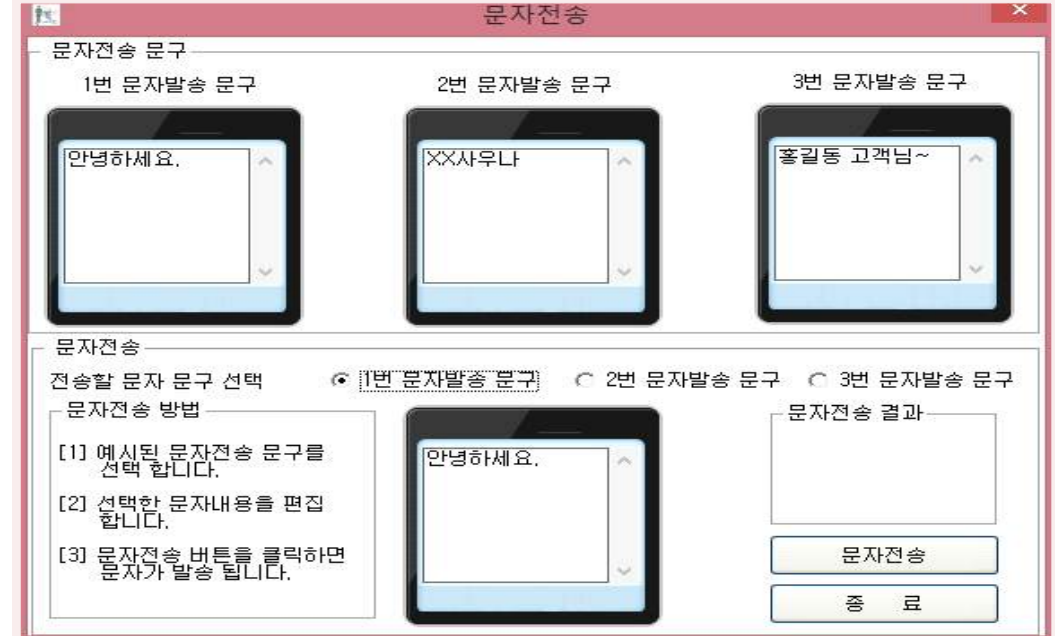 문자전송
문자전송 문구
1번 문자발송 문구
2번 문자발송 문구
3번 문자발송 문구
안녕하세요.
XX사우나
홍길동 고객님~
문자전송
전송할 문자 문구 선택
1번 문자발송 문구
2번 문자발송 문구
3번 문자발송 문구
문자전송 방법
[1] 예시된 문자전송 문구를
선택 합니다.
[2] 선택한 문자내용을 편집
합니다.
[3] 문자전송 버튼을 클릭하면
문자가 발송 됩니다.
안녕하세요.
문자전송 결과
문자전송
종 료